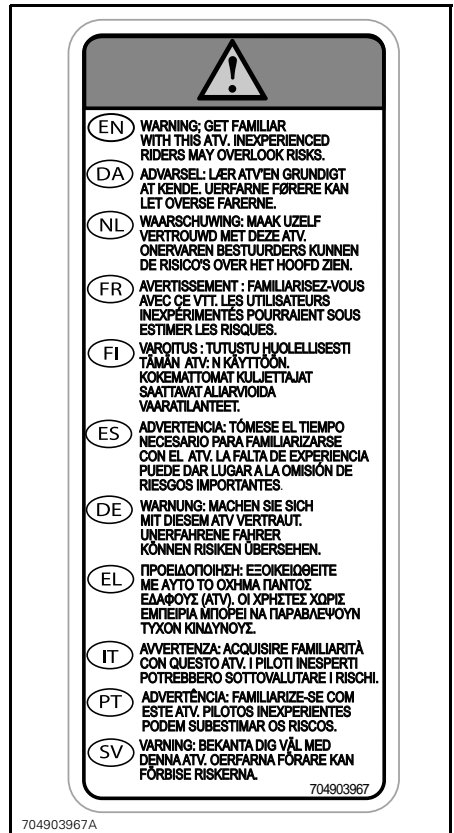 EN WARNING; GET FAMILIAR
WITH THIS ATV. INEXPERIENCED
RIDERS MAY OVERLOOK RISKS.
DA ADVARSEL: LÆR ATV'EN GRUNDIGT
AT KENDE. UERFARNE FØRERE KAN
LET OVERSE FARERNE.
NL WAARSCHUWING: MAAK UZELF
VERTROUWD MET DEZE ATV.
ONERVAREN BESTUURDERS KUNNEN
DE RISICO'S OVER HET HOOFD ZIEN.
FR AVERTISSEMENT : FAMILIARISEZ-VOUS
AVEC ÇE VTT. LES UTILISATEURS
INEXPÉRIMENTÉS POURRAIENT SOUS
ESTIMER LES RISQUES.
FI VAROITUS : TUTUSTU HUOLELLISESTI
TÄMÄN ATV: N KÄYTTÖÖN.
KOKEMATTOMAT KULJETTAJAT
SAATTAVAT ALIARVIOIDA
VAARATILANTEET.
ES ADVERTENCIA: TÓMESE EL TIEMPO
NECESARIO PARA FAMILIARIZARSE
CON EL ATV. LA FALTA DE EXPERIENCIA
PUEDE DAR LUGAR A LA OMISIÓN DE
RIESGOS IMPORTANTES.
DE WARNUNG: MACHEN SIE SICH
MIT DIESEM ATV VERTRAUT.
UNERFAHRENE FAHRER
KÖNNEN RISIKEN ÜBERSEHEN.
EL ΠΡΟΕΙΔΟΠΟΙΗΣΗ: ΕΞΟΙΚΕΙΩΘΕΙΤΕ
ΜΕ ΑΥΤΟ ΤΟ ΟΧΗΜΑ ΠΑΝΤΟΣ
ΕΔΑΦΟΥΣ (ATV). ΟΙ ΧΡΗΣΤΕΣ ΧΩΡΙΣ
ΕΜΠΕΙΡΙΑ ΜΠΟΡΕΙ ΝΑ ΠΑΡΑΒΛΕΨΟΥΝ
ΤΥΧΟΝ ΚΙΝΔΥΝΟΥΣ.
IT AVVERTENZA: ACQUISIRE FAMILIARITÀ
CON QUESTO ATV. I PILOTI INESPERTI
POTREBBERO SOTTOVALUTARE I RISCHI.
PT ADVERTÊNCIA: FAMILIARIZE-SE COM
ESTE ATV. PILOTOS INEXPERIENTES
PODEM SUBESTIMAR OS RISCOS.
SV VARNING: BEKANTA DIG VÄL MED
DENNA ATV. OERFARNA FÖRARE KAN
FÖRBISE RISKERNA.
704903967
704903967A